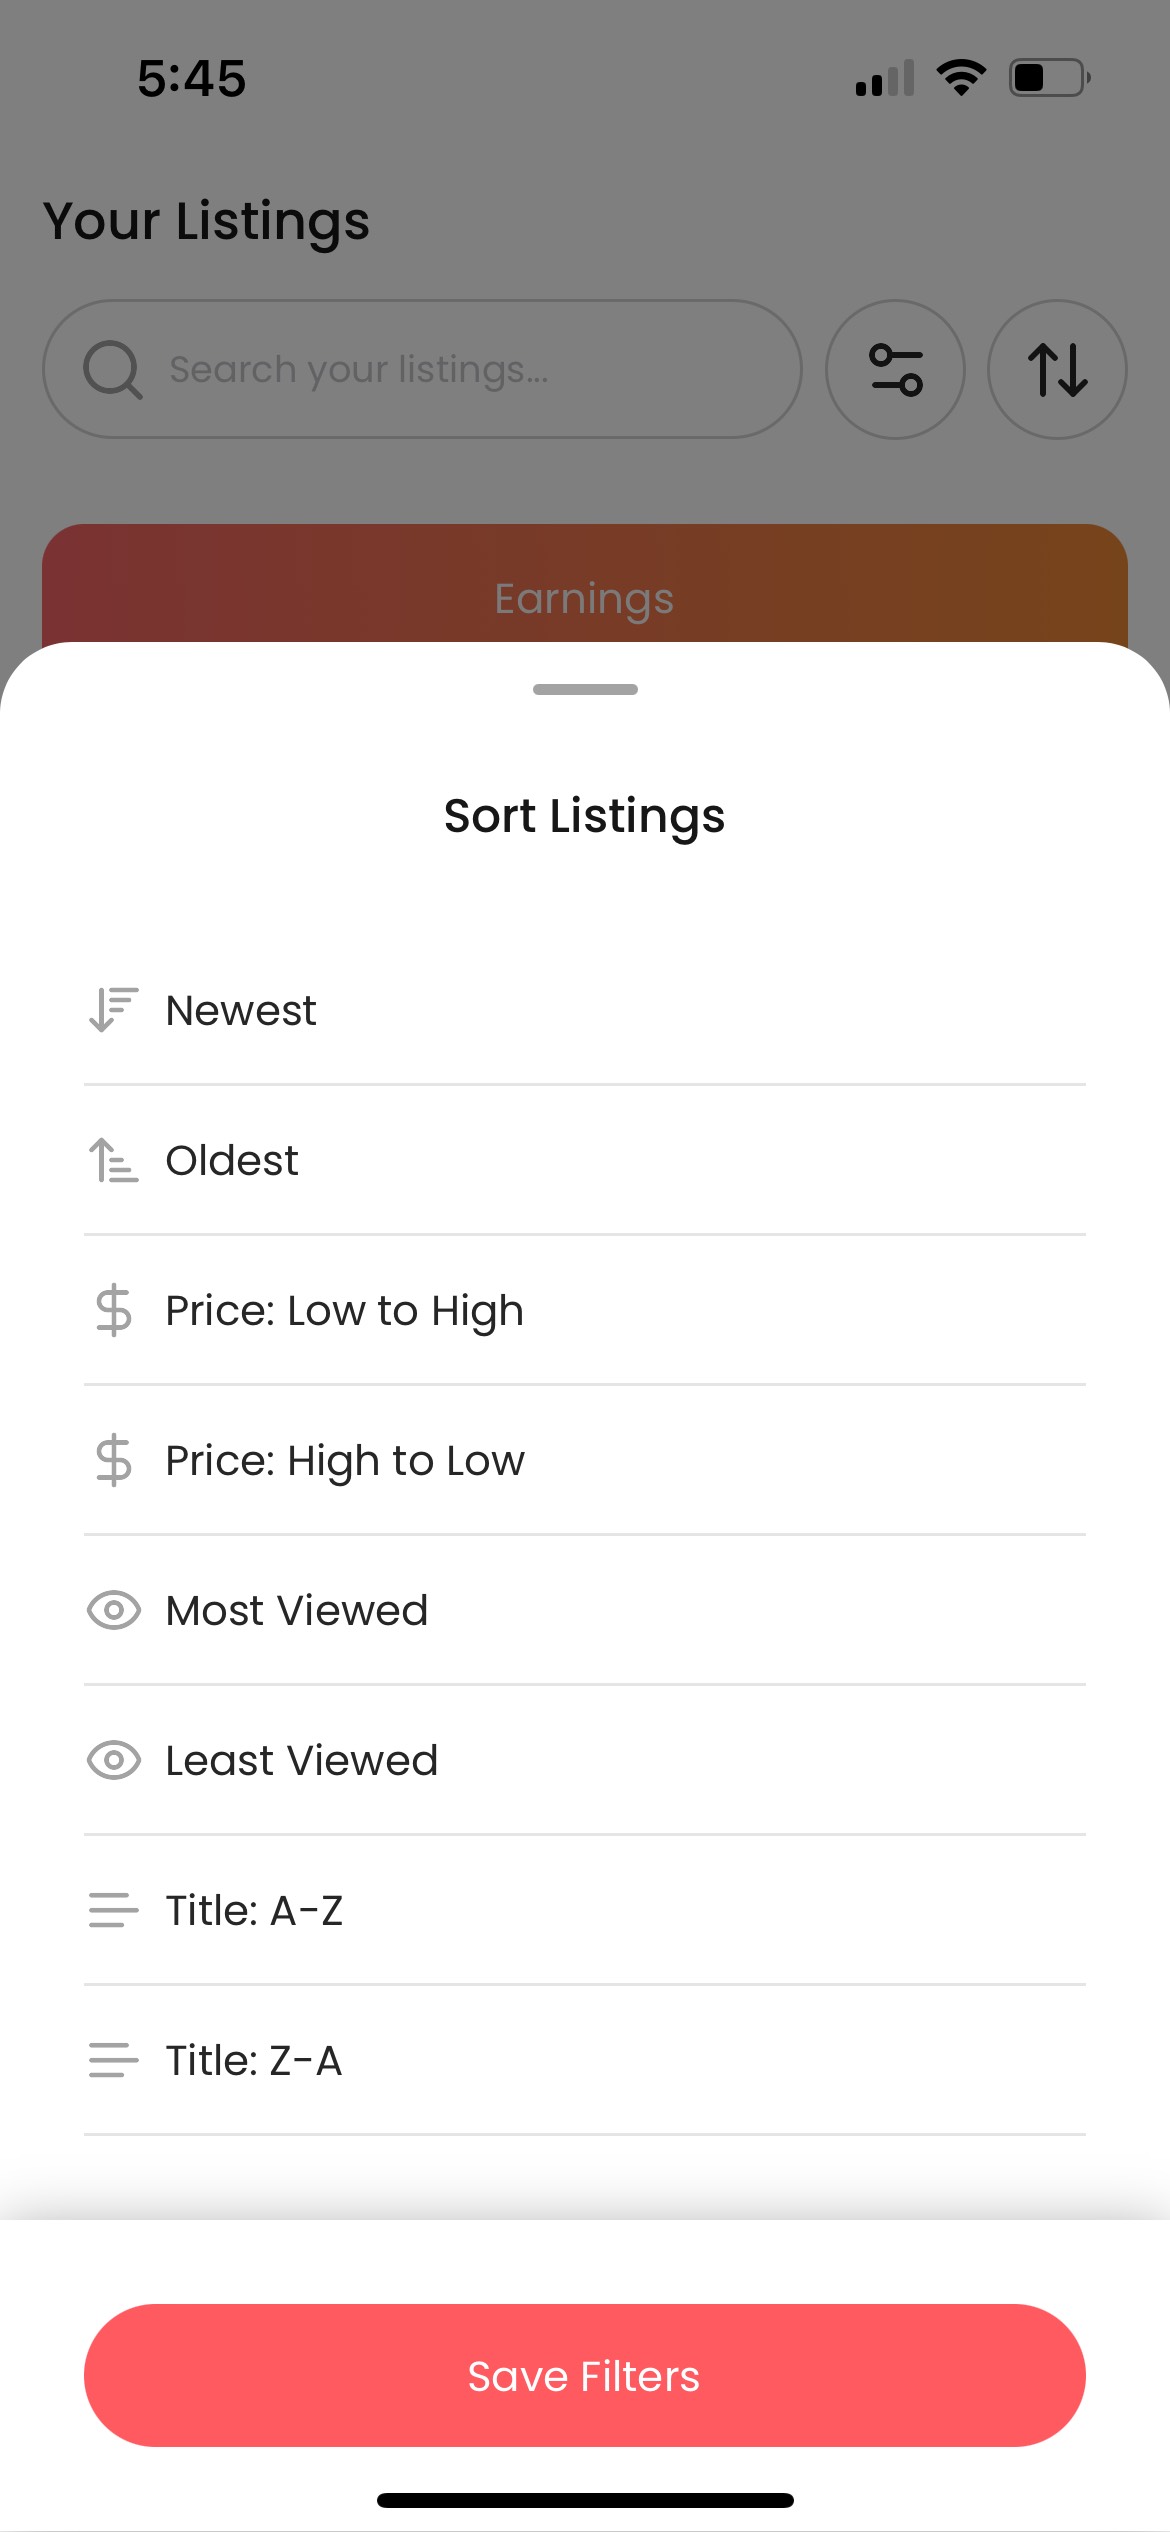 5:45
Your Listings
Search your listings...
Earnings
Sort Listings
Newest
Oldest
Price: Low to High
Price: High to Low
Most Viewed
Least Viewed
Title: A-Z
Title: Z-A
Save Filters